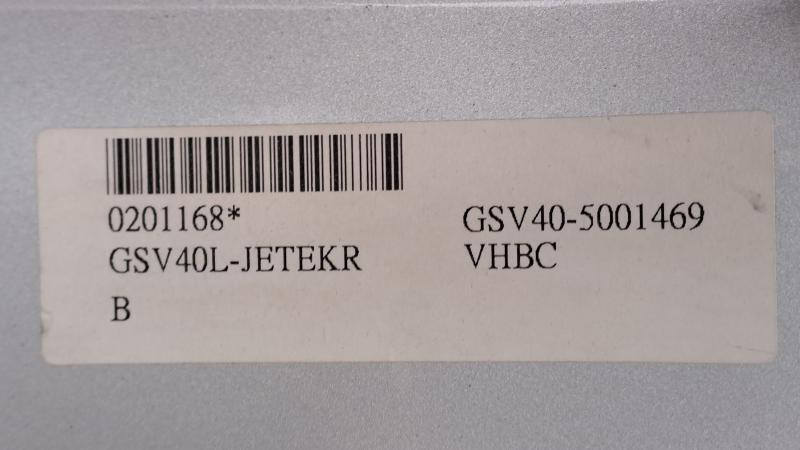 0201168*
GSV40-5001469
GSV40L-JETEKR
VHBC
B